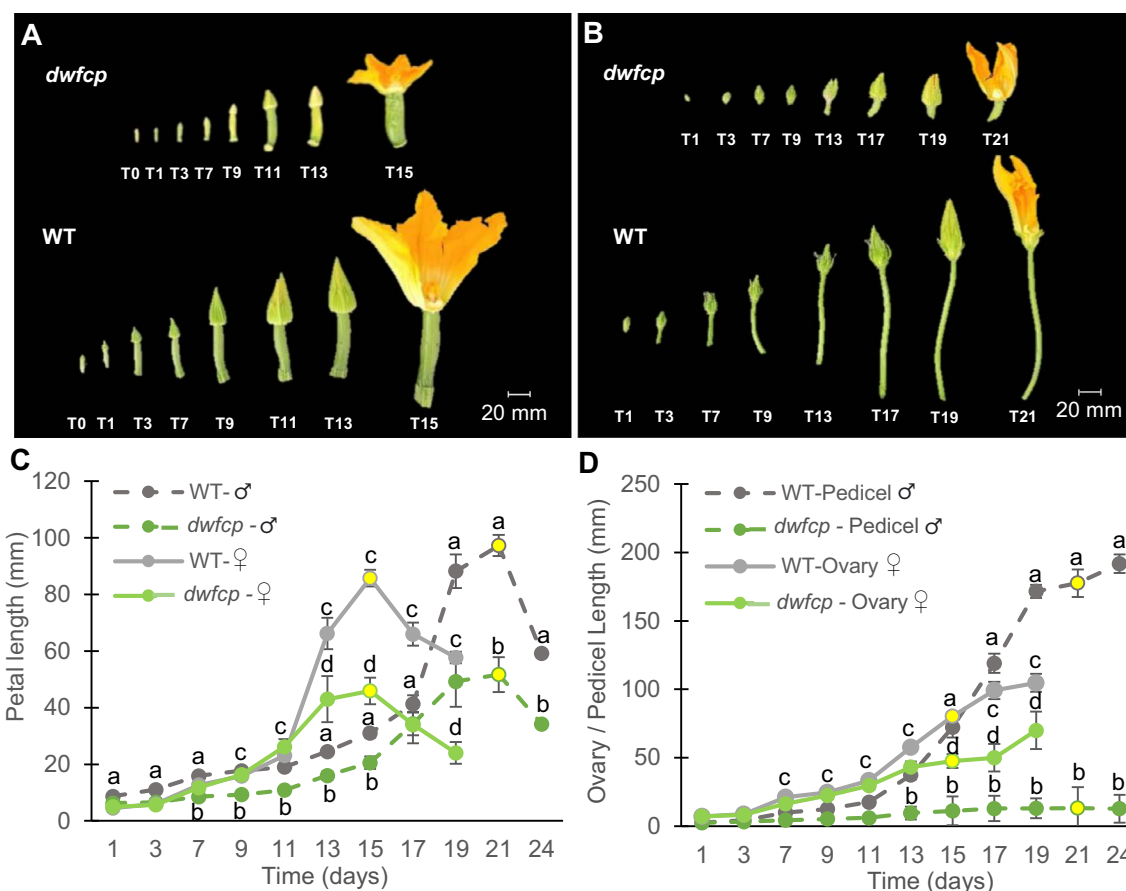 A
dwfcp
T0 T1 T3 T7 T9 T11 T13 T15
WT
20 mm
T0 T1 T3 T7 T9 T11 T13 T15
B
dwfcp
T1 T3 T7 T9 T13 T17 T19 T21
WT
20 mm
T1 T3 T7 T9 T13 T17 T19 T21
C
Petal length (mm)
120
100
80
60
40
20
0
WT-♂
dwfcp -♂
WT-♀
dwfcp -♀
a a a c c c c c a a a
d d c
a a a a b
b b b b b d b
1 3 7 9 11 13 15 17 19 21 24
Time (days)
D
Ovary / Pedicel Length (mm)
250
200
150
100
50
0
WT-Pedicel ♂
dwfcp - Pedicel ♂
WT-Ovary ♀
dwfcp - Ovary ♀
a a a
c c c c a a c
d d c d
b b b b b b
1 3 7 9 11 13 15 17 19 21 24
Time (days)